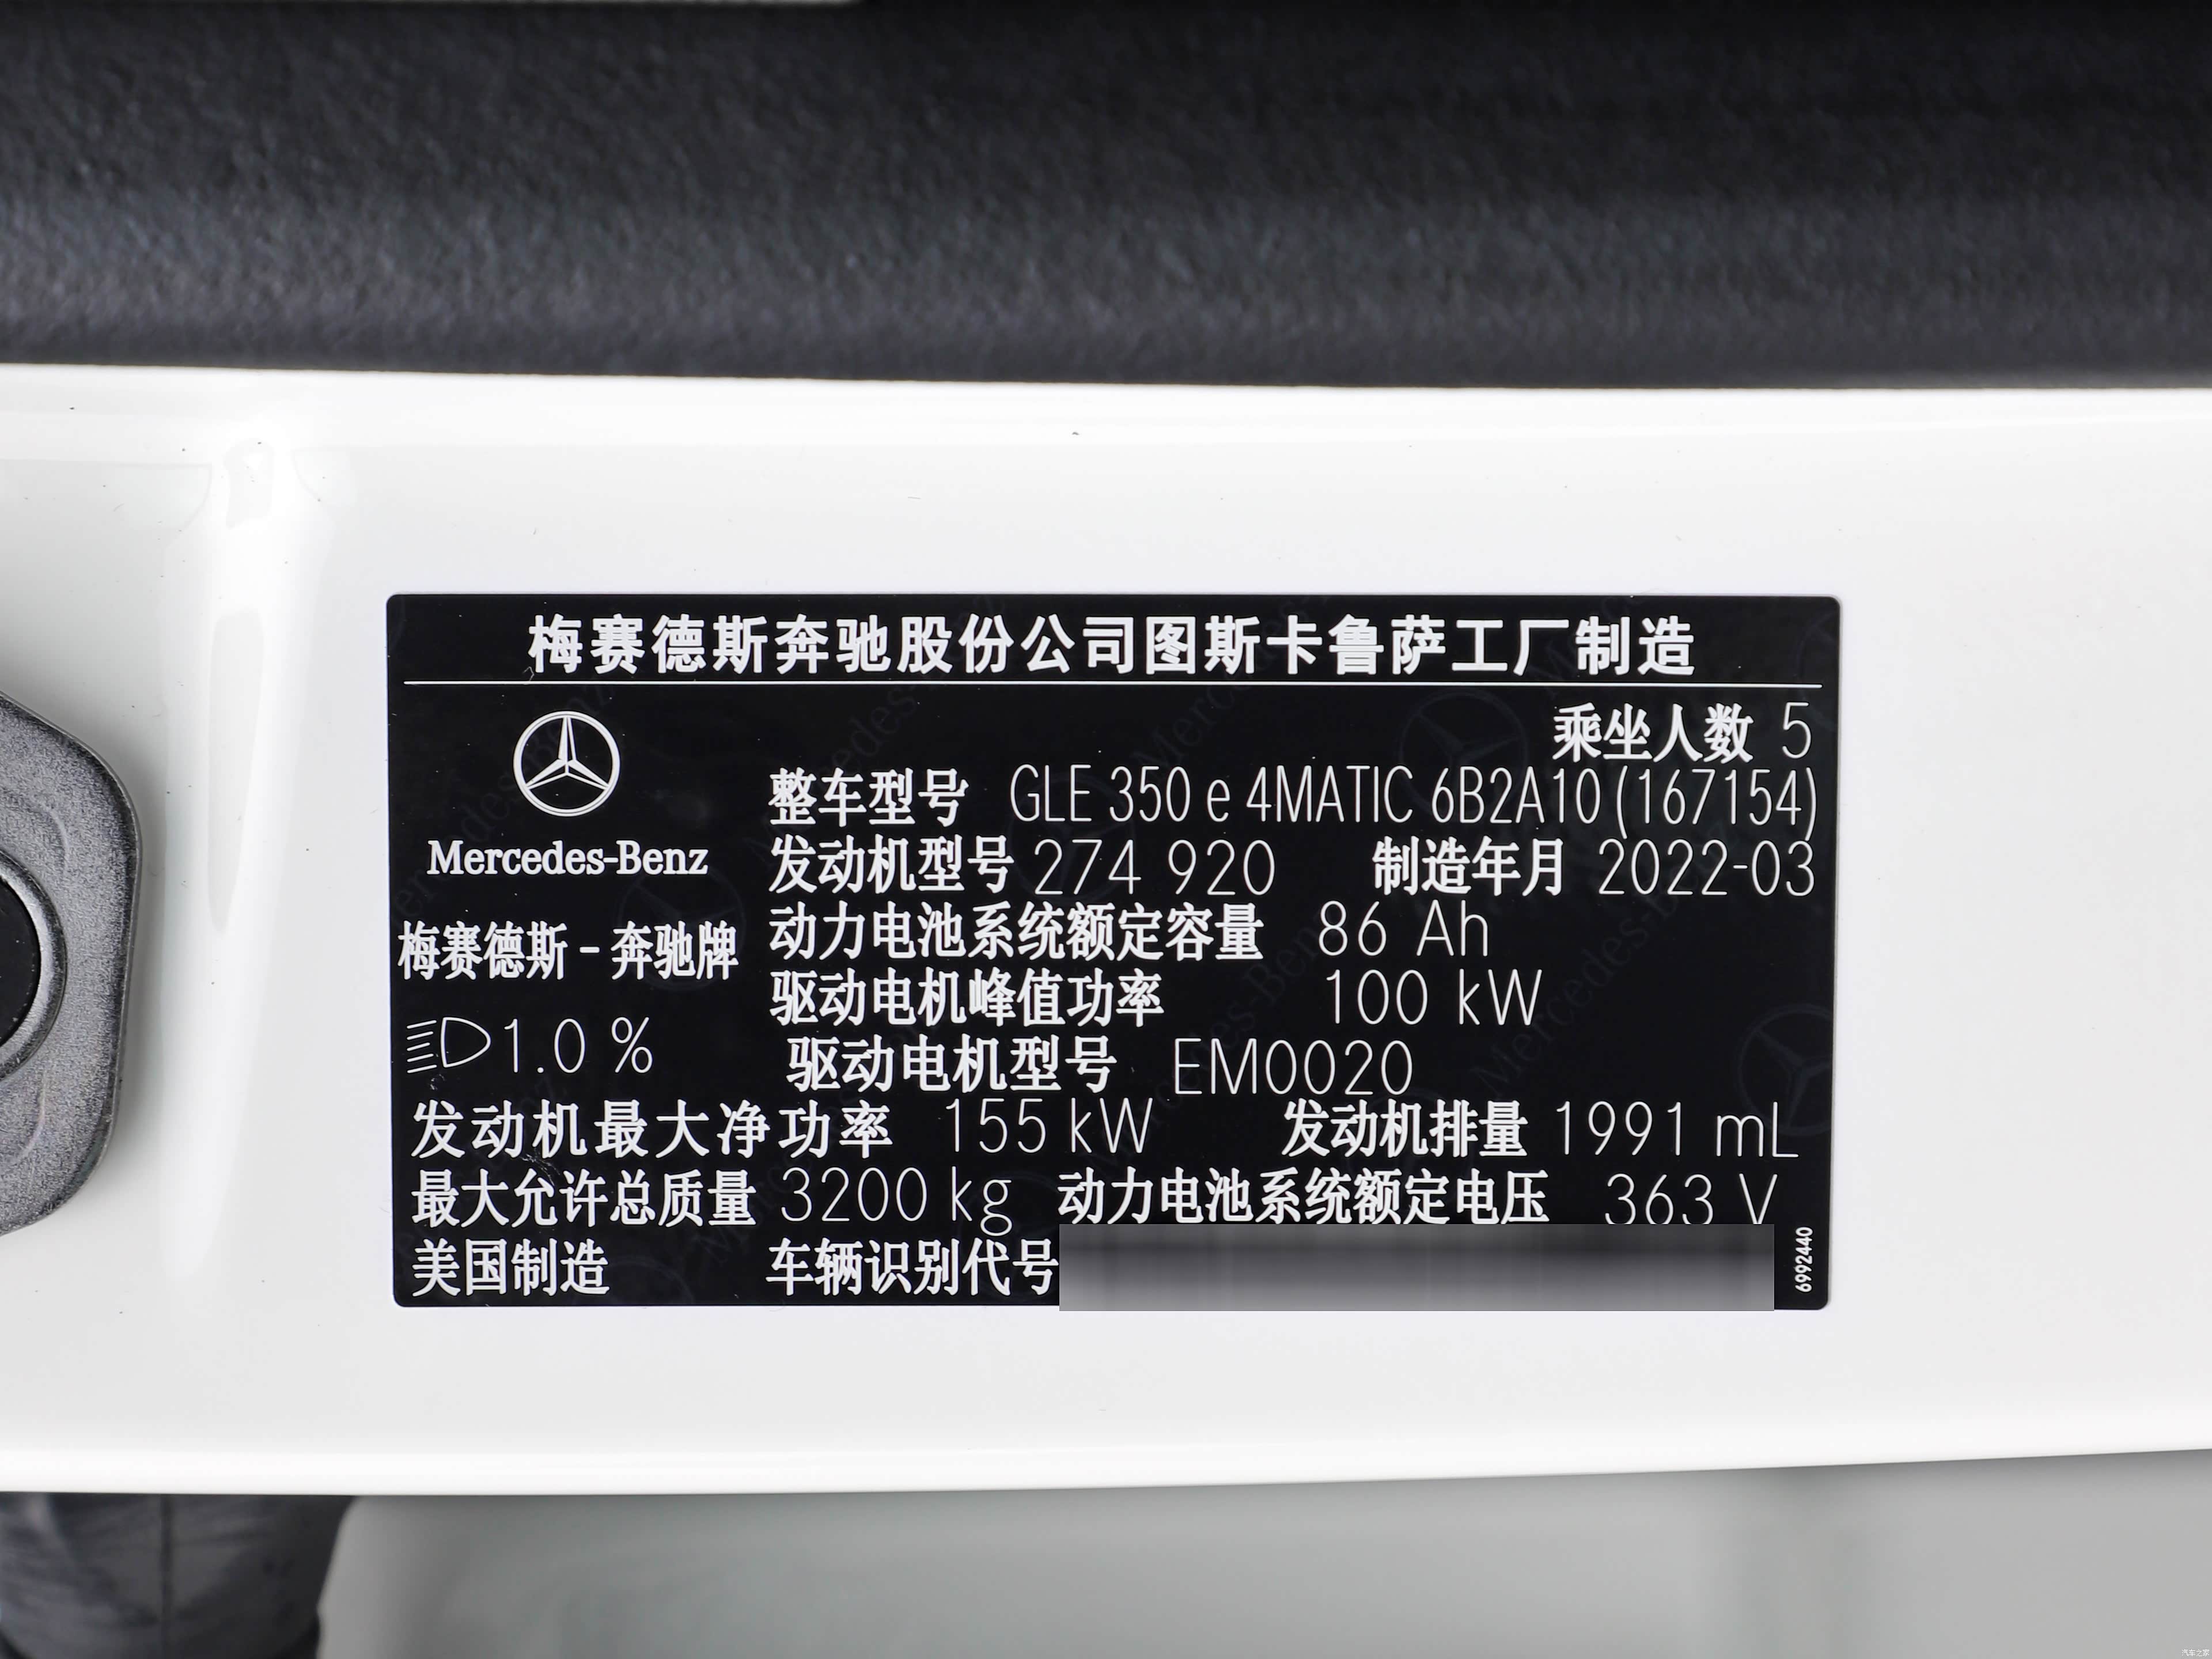 梅赛德斯奔驰股份公司图斯卡鲁萨工厂制造
乘坐人数 5
整车型号 GLE 350 e 4MATIC 6B2A10 (167154)
Mercedes-Benz
发动机型号 274 920 制造年月 2022-03
动力电池系统额定容量 86 Ah
梅赛德斯-奔驰牌
驱动电机峰值功率 100 kW
1.0 %
驱动电机型号 EM0020
发动机最大净功率 155 kW 发动机排量 1991 mL
最大允许总质量 3200 kg 动力电池系统额定电压 363 V
美国制造 车辆识别代号
6992440
汽车之家